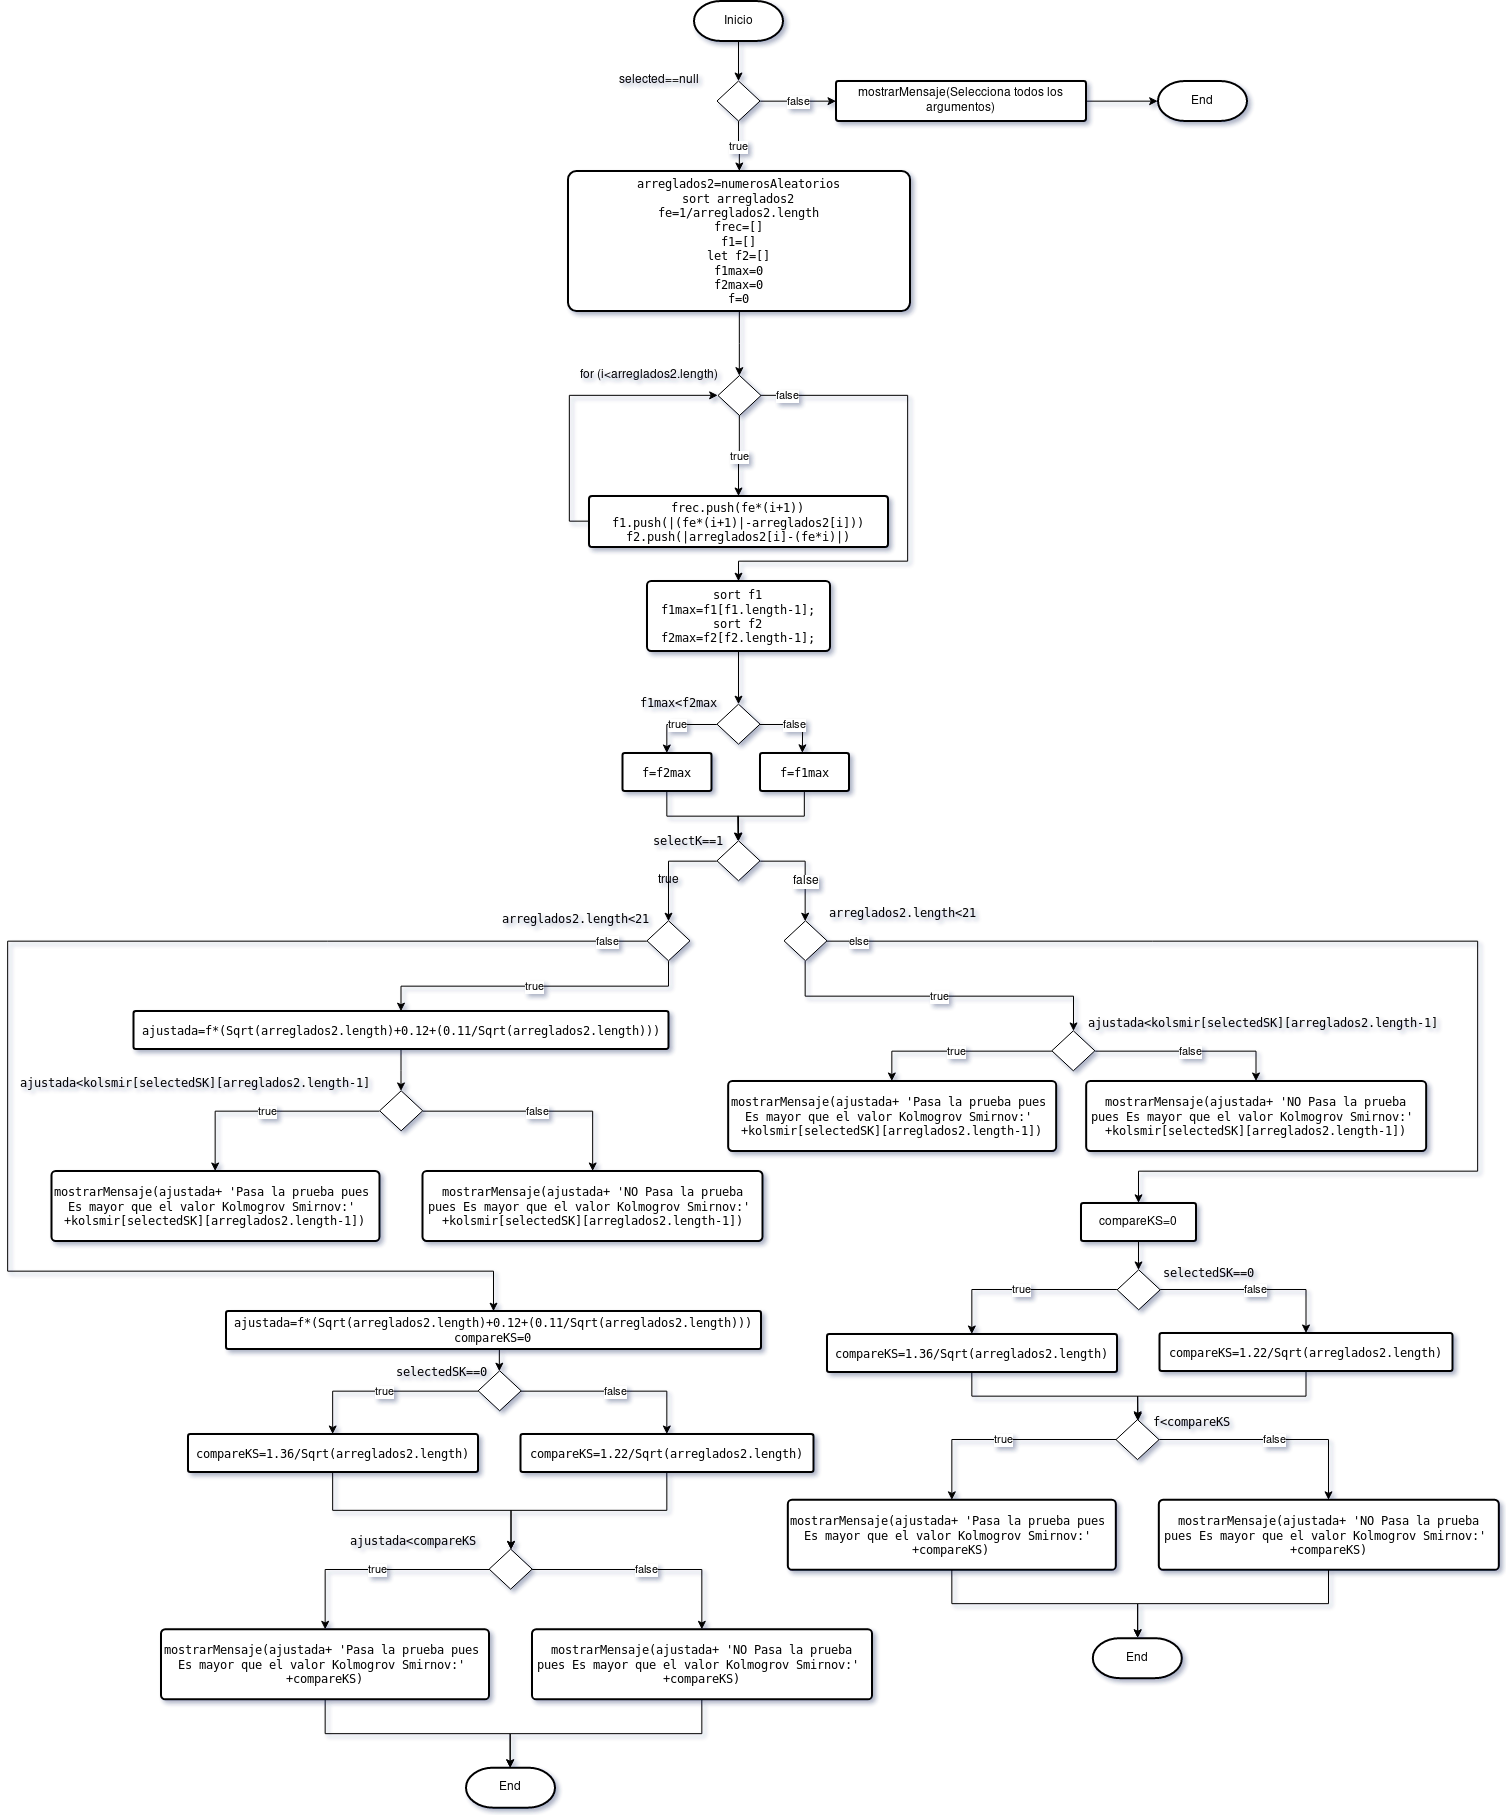 Inicio
selected==null
false
mostrarMensaje(Selecciona todos los
argumentos)
End
true
arreglados2=numerosAleatorios
sort arreglados2
fe=1/arreglados2.length
frec=[]
f1=[]
let f2=[]
f1max=0
f2max=0
f=0
for (i<arreglados2.length)
false
true
frec.push(fe*(i+1))
f1.push(|(fe*(i+1)|-arreglados2[i]))
f2.push(|arreglados2[i]-(fe*i)|)
sort f1
f1max=f1[f1.length-1];
sort f2
f2max=f2[f2.length-1];
f1max<f2max
true
false
f=f2max
f=f1max
selectK==1
true
false
arreglados2.length<21
false
true
ajustada=f*(Sqrt(arreglados2.length)+0.12+(0.11/Sqrt(arreglados2.length)))
ajustada<kolsmir[selectedSK][arreglados2.length-1]
true
false
mostrarMensaje(ajustada+ 'Pasa la prueba pues
Es mayor que el valor Kolmogrov Smirnov:'
+kolsmir[selectedSK][arreglados2.length-1])
mostrarMensaje(ajustada+ 'NO Pasa la prueba
pues Es mayor que el valor Kolmogrov Smirnov:'
+kolsmir[selectedSK][arreglados2.length-1])
ajustada=f*(Sqrt(arreglados2.length)+0.12+(0.11/Sqrt(arreglados2.length)))
compareKS=0
selectedSK==0
true
false
compareKS=1.36/Sqrt(arreglados2.length)
compareKS=1.22/Sqrt(arreglados2.length)
ajustada<compareKS
true
false
mostrarMensaje(ajustada+ 'Pasa la prueba pues
Es mayor que el valor Kolmogrov Smirnov:'
+compareKS)
mostrarMensaje(ajustada+ 'NO Pasa la prueba
pues Es mayor que el valor Kolmogrov Smirnov:'
+compareKS)
End
arreglados2.length<21
else
true
ajustada<kolsmir[selectedSK][arreglados2.length-1]
true
false
mostrarMensaje(ajustada+ 'Pasa la prueba pues
Es mayor que el valor Kolmogrov Smirnov:'
+kolsmir[selectedSK][arreglados2.length-1])
mostrarMensaje(ajustada+ 'NO Pasa la prueba
pues Es mayor que el valor Kolmogrov Smirnov:'
+kolsmir[selectedSK][arreglados2.length-1])
compareKS=0
selectedSK==0
true
false
compareKS=1.36/Sqrt(arreglados2.length)
compareKS=1.22/Sqrt(arreglados2.length)
f<compareKS
true
false
mostrarMensaje(ajustada+ 'Pasa la prueba pues
Es mayor que el valor Kolmogrov Smirnov:'
+compareKS)
mostrarMensaje(ajustada+ 'NO Pasa la prueba
pues Es mayor que el valor Kolmogrov Smirnov:'
+compareKS)
End